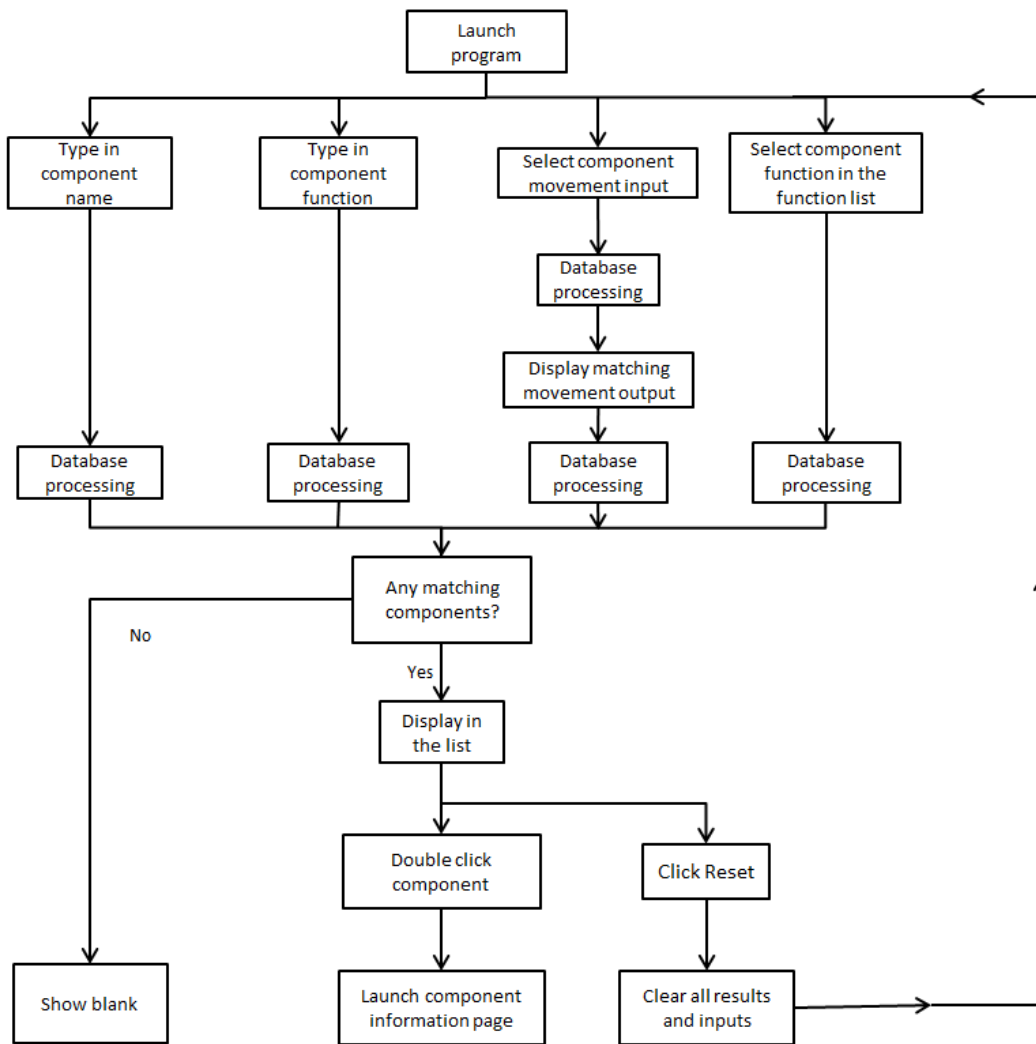 Launch
program
Type in
component
name
Type in
component
function
Select component
movement input
Select component
function in the
function list
Database
processing
Display matching
movement output
Database
processing
Database
processing
Database
processing
Database
processing
Any matching
components?
No
Yes
Display in
the list
Double click
component
Click Reset
Show blank
Launch component
information page
Clear all results
and inputs